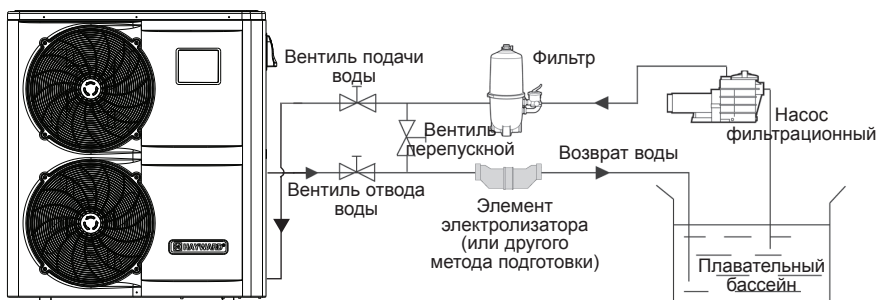 Вентиль подачи
воды
Фильтр
Насос
фильтрационный
Вентиль
перепускной
Возврат воды
Вентиль отвода
воды
Элемент
электролизатора
(или другого
метода подготовки)
Плавательный
бассейн
HAYWARD